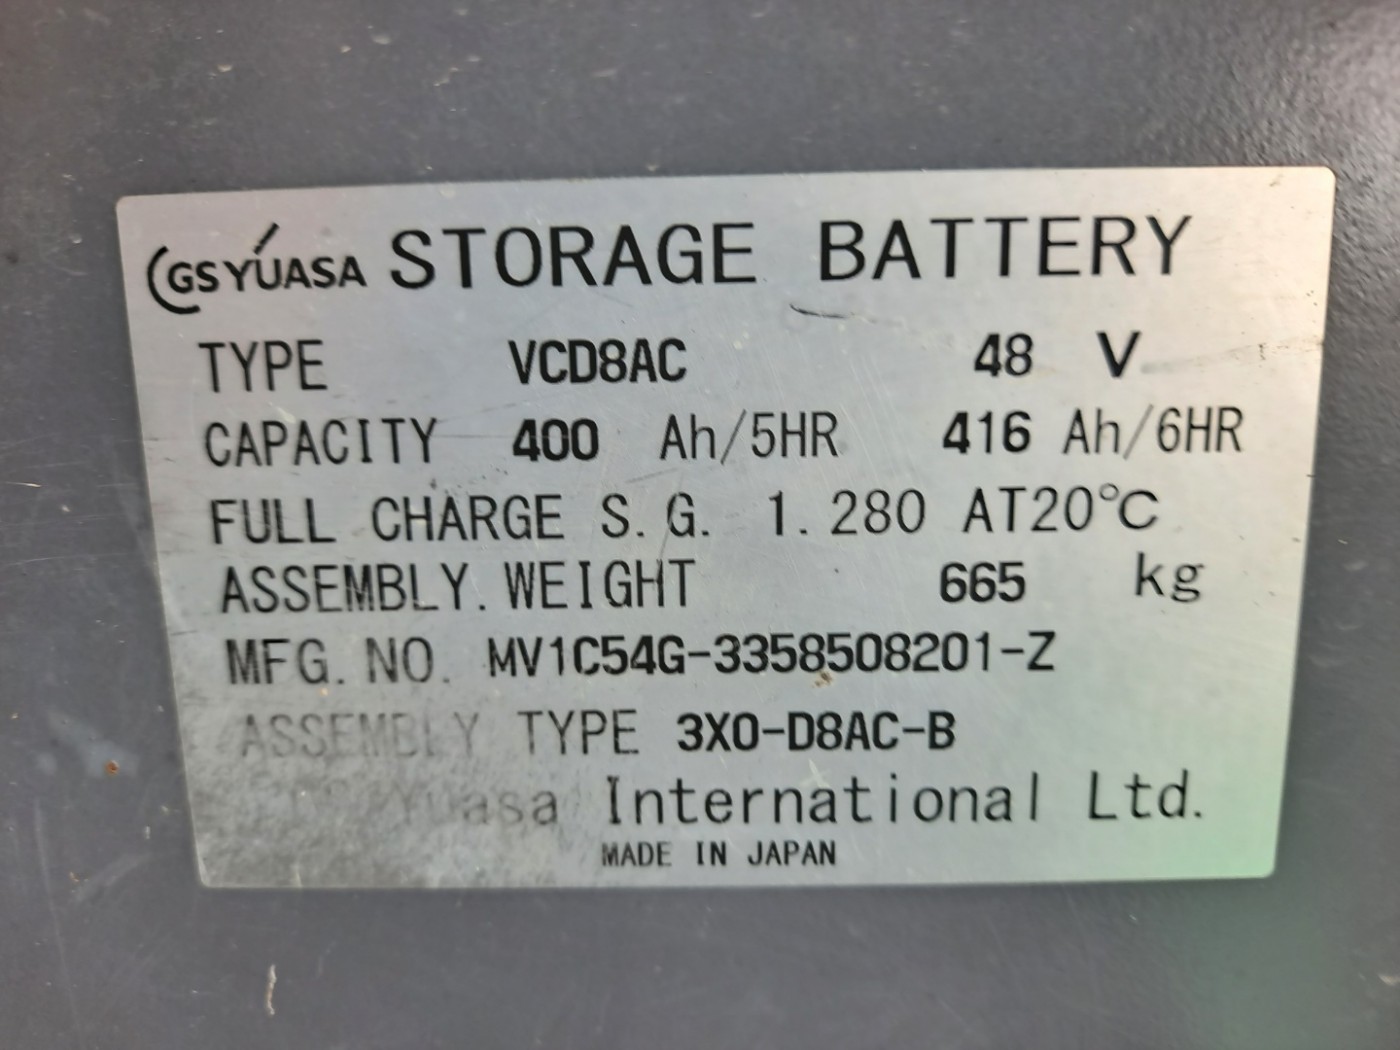 GS YUASA STORAGE BATTERY
TYPE VCD8AC 48 V
CAPACITY 400 Ah/5HR 416 Ah/6HR
FULL CHARGE S.G. 1.280 AT20°C
ASSEMBLY.WEIGHT 665 kg
MFG.NO. MV1C54G-3358508201-Z
ASSEMBLY TYPE 3X0-D8AC-B
Yuasa International Ltd.
MADE IN JAPAN